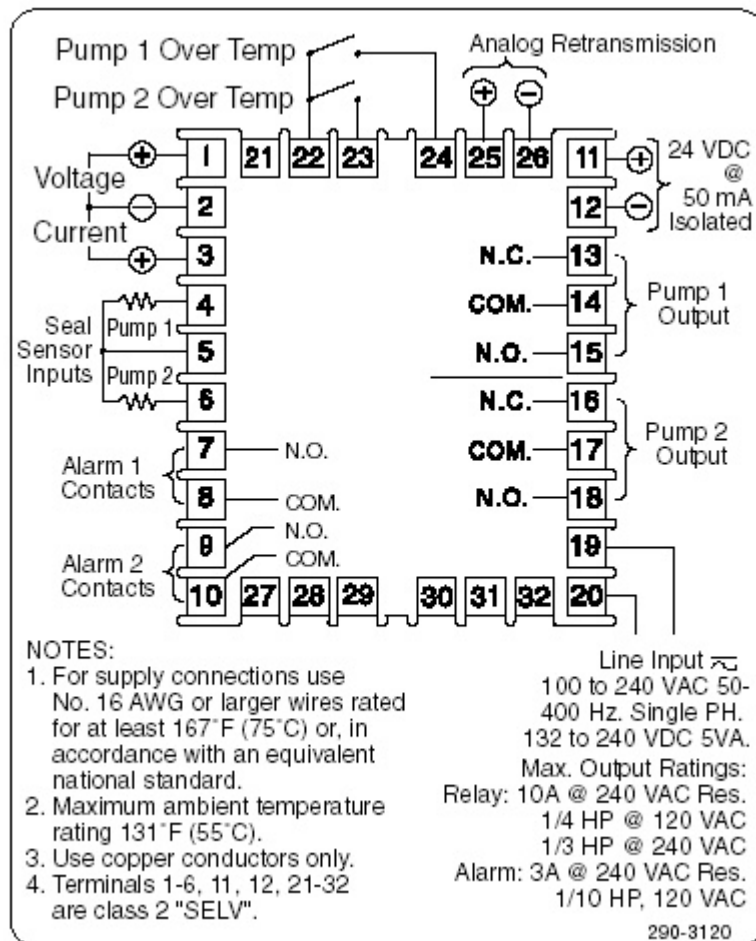 Pump 1 Over Temp
Pump 2 Over Temp
Analog Retransmission
+ −
1 21 22 23 24 25 26 11
2 12
3 13
4 14
5 15
6 16
7 17
8 18
9 19
10 27 28 29 30 31 32 20
+
Voltage
−
Current
+
Seal
Sensor
Inputs
Pump 1
Pump 2
Alarm 1
Contacts
N.O.
COM.
Alarm 2
Contacts
N.O.
COM.
+
−
24 VDC
@
50 mA
Isolated
N.C.
COM.
N.O.
Pump 1
Output
N.C.
COM.
N.O.
Pump 2
Output
NOTES:
1. For supply connections use
No. 16 AWG or larger wires rated
for at least 167°F (75°C) or, in
accordance with an equivalent
national standard.
2. Maximum ambient temperature
rating 131°F (55°C).
3. Use copper conductors only.
4. Terminals 1-6, 11, 12, 21-32
are class 2 "SELV".
Line Input
100 to 240 VAC 50-
400 Hz. Single PH.
132 to 240 VDC 5VA.
Max. Output Ratings:
Relay: 10A @ 240 VAC Res.
1/4 HP @ 120 VAC
1/3 HP @ 240 VAC
Alarm: 3A @ 240 VAC Res.
1/10 HP, 120 VAC
290-3120